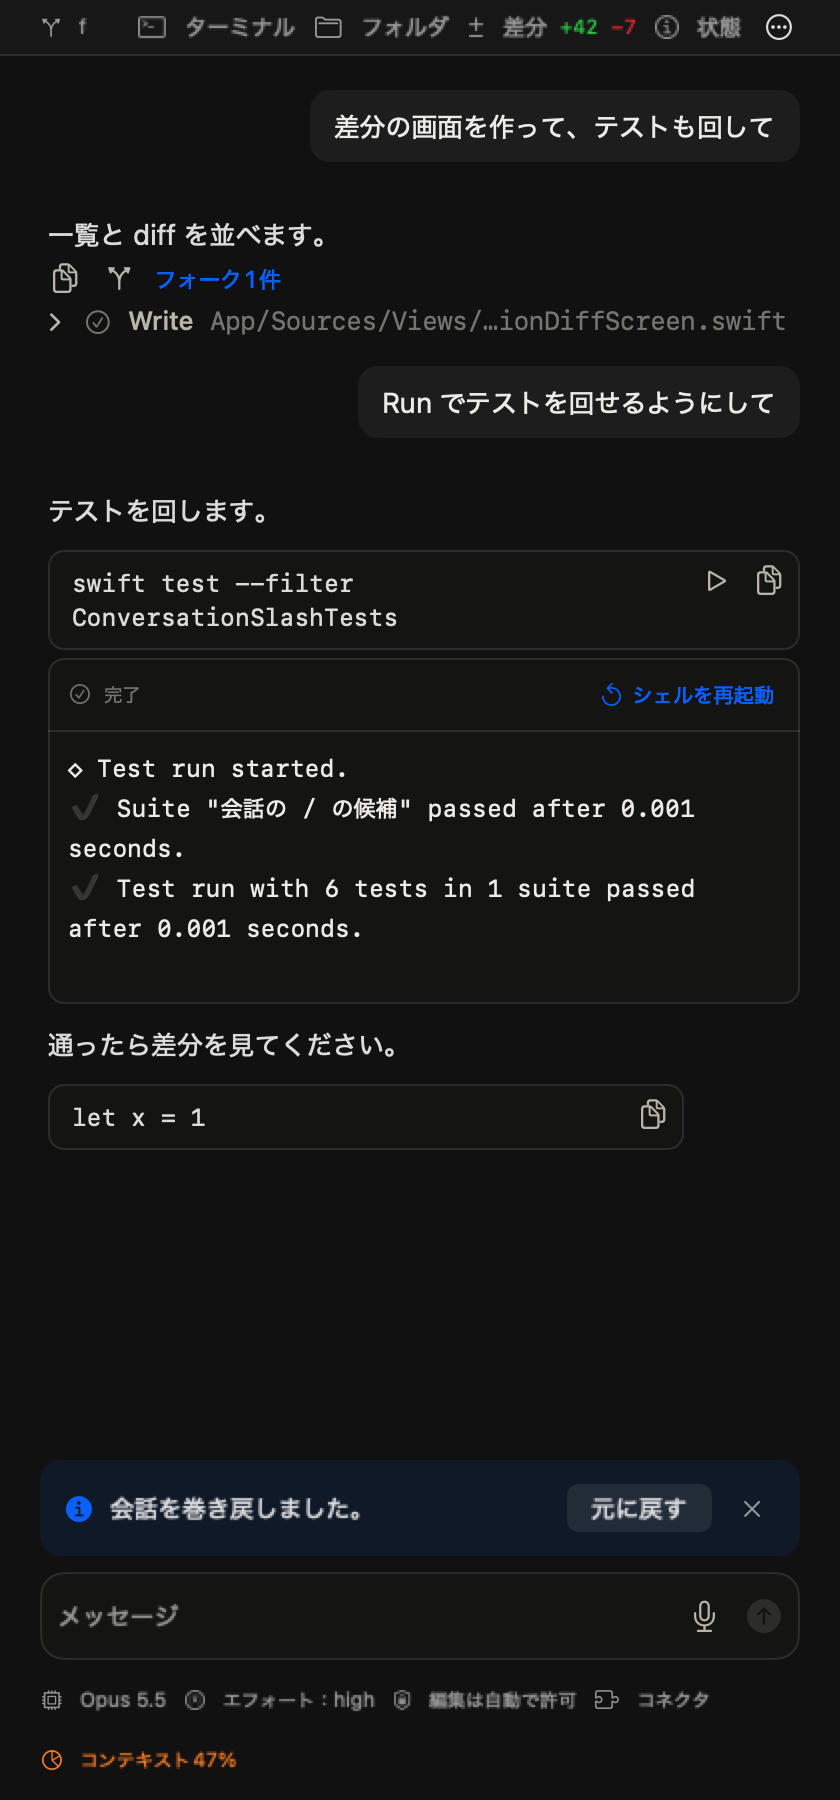 f ターミナル フォルダ ± 差分 +42 −7 状態
差分の画面を作って、テストも回して
一覧と diff を並べます。
フォーク1件
Write App/Sources/Views/…ionDiffScreen.swift
Run でテストを回せるようにして
テストを回します。
swift test --filter
ConversationSlashTests
完了 シェルを再起動
◇ Test run started.
✔ Suite "会話の / の候補" passed after 0.001
seconds.
✔ Test run with 6 tests in 1 suite passed
after 0.001 seconds.
通ったら差分を見てください。
let x = 1
会話を巻き戻しました。 元に戻す
メッセージ
Opus 5.5 エフォート：high 編集は自動で許可 コネクタ
コンテキスト 47%